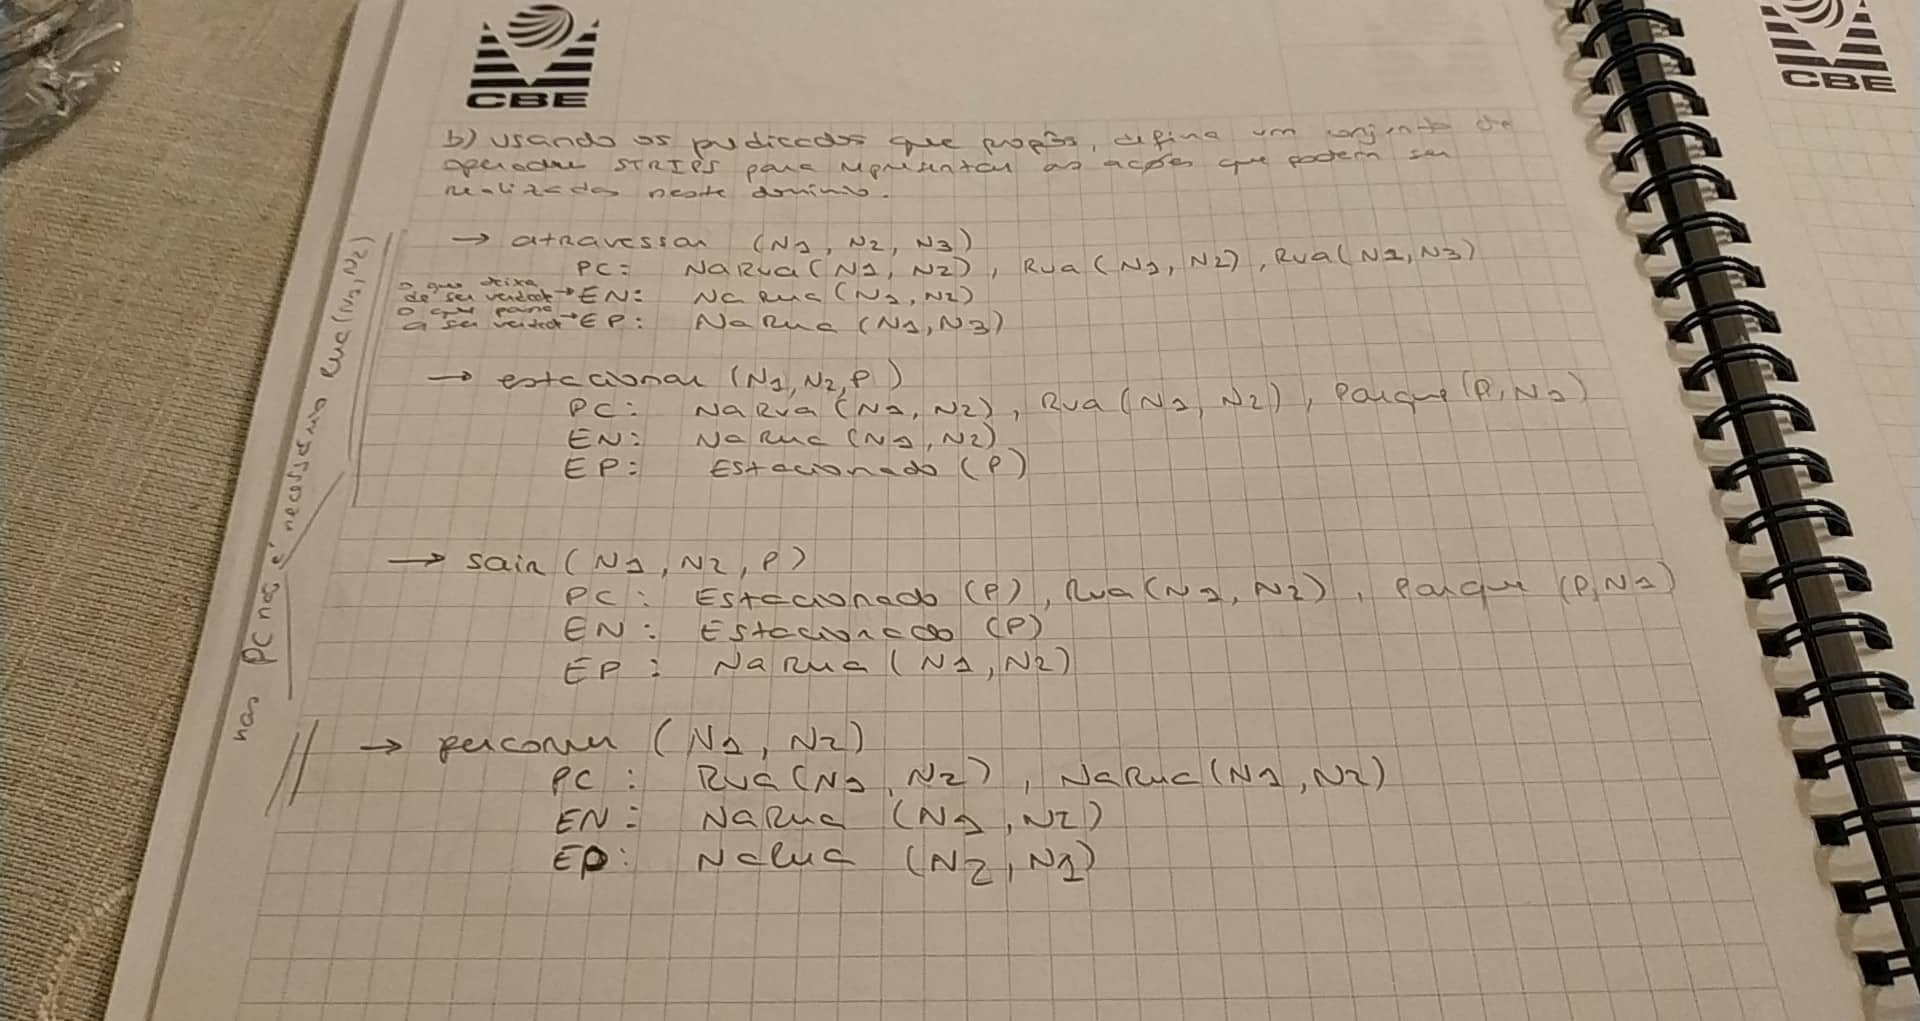 CBE
CBE
b) usando os predicados que propôs, defina um conjunto de
operadores STRIPS para representar as ações que podem ser
realizadas neste domínio.
→ atravessar (N1, N2, N3)
PC: NaRua (N1, N2), Rua (N1, N2), Rua (N1, N3)
o que deixa
de ser verdade → EN: NaRua (N1, N2)
o que passa
a ser verdade → EP: NaRua (N1, N3)
→ estacionar (N1, N2, P)
PC: NaRua (N1, N2), Rua (N1, N2), Parque (P, N1)
EN: NaRua (N1, N2)
EP: Estacionado (P)
→ sair (N1, N2, P)
PC: Estacionado (P), Rua (N1, N2), Parque (P, N1)
EN: Estacionado (P)
EP: NaRua (N1, N2)
→ percorrer (N1, N2)
PC: Rua (N1, N2), NaRua (N1, N2)
EN: NaRua (N1, N2)
EP: NaRua (N2, N1)
nas PC não é necessário Rua (N1, N2)